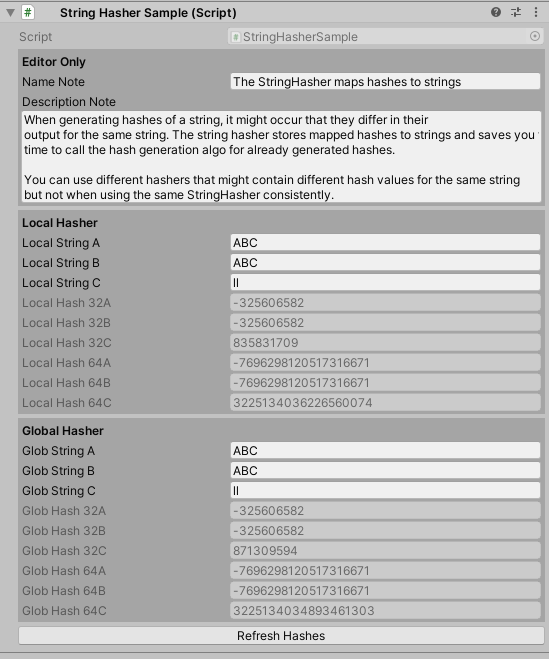 String Hasher Sample (Script)
Script StringHasherSample
Editor Only
Name Note The StringHasher maps hashes to strings
Description Note
When generating hashes of a string, it might occur that they differ in their
output for the same string. The string hasher stores mapped hashes to strings and saves you
time to call the hash generation algo for already generated hashes.
You can use different hashers that might contain different hash values for the same string
but not when using the same StringHasher consistently.
Local Hasher
Local String A ABC
Local String B ABC
Local String C II
Local Hash 32A -325606582
Local Hash 32B -325606582
Local Hash 32C 835831709
Local Hash 64A -7696298120517316671
Local Hash 64B -7696298120517316671
Local Hash 64C 3225134036226560074
Global Hasher
Glob String A ABC
Glob String B ABC
Glob String C II
Glob Hash 32A -325606582
Glob Hash 32B -325606582
Glob Hash 32C 871309594
Glob Hash 64A -7696298120517316671
Glob Hash 64B -7696298120517316671
Glob Hash 64C 3225134034893461303
Refresh Hashes